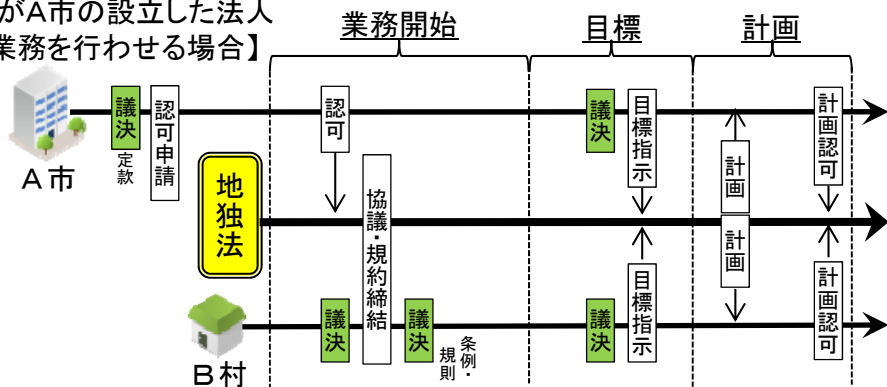 がA市の設立した法人
業務を行わせる場合】
業務開始
目標
計画
議決
定款
認可申請
認可
議決
目標指示
計画
計画認可
A市
地独法
協議・規約締結
計画
議決
議決
条例・規則
議決
目標指示
計画認可
B村